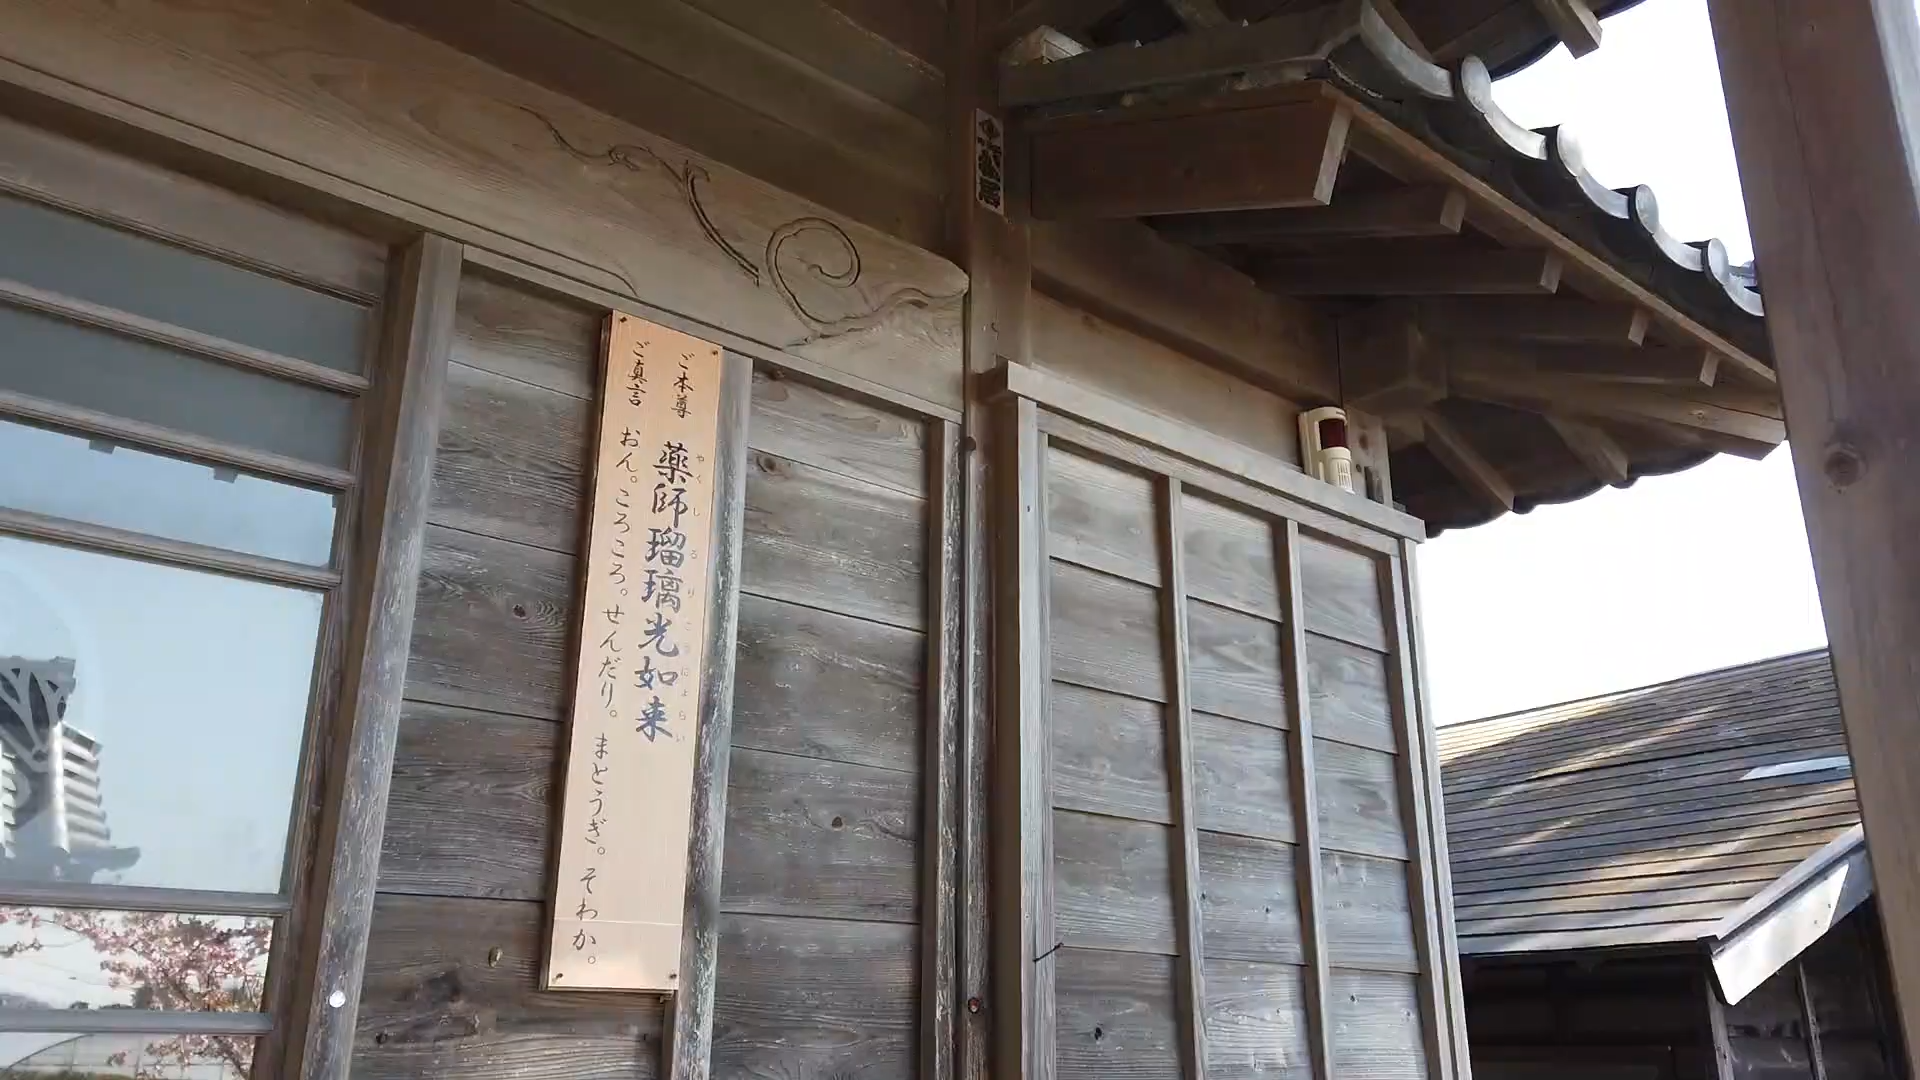 ご本尊 薬師瑠璃光如来
やくしるりこうにょらい
ご真言 おん。ころころ。せんだり。まとうぎ。そわか。